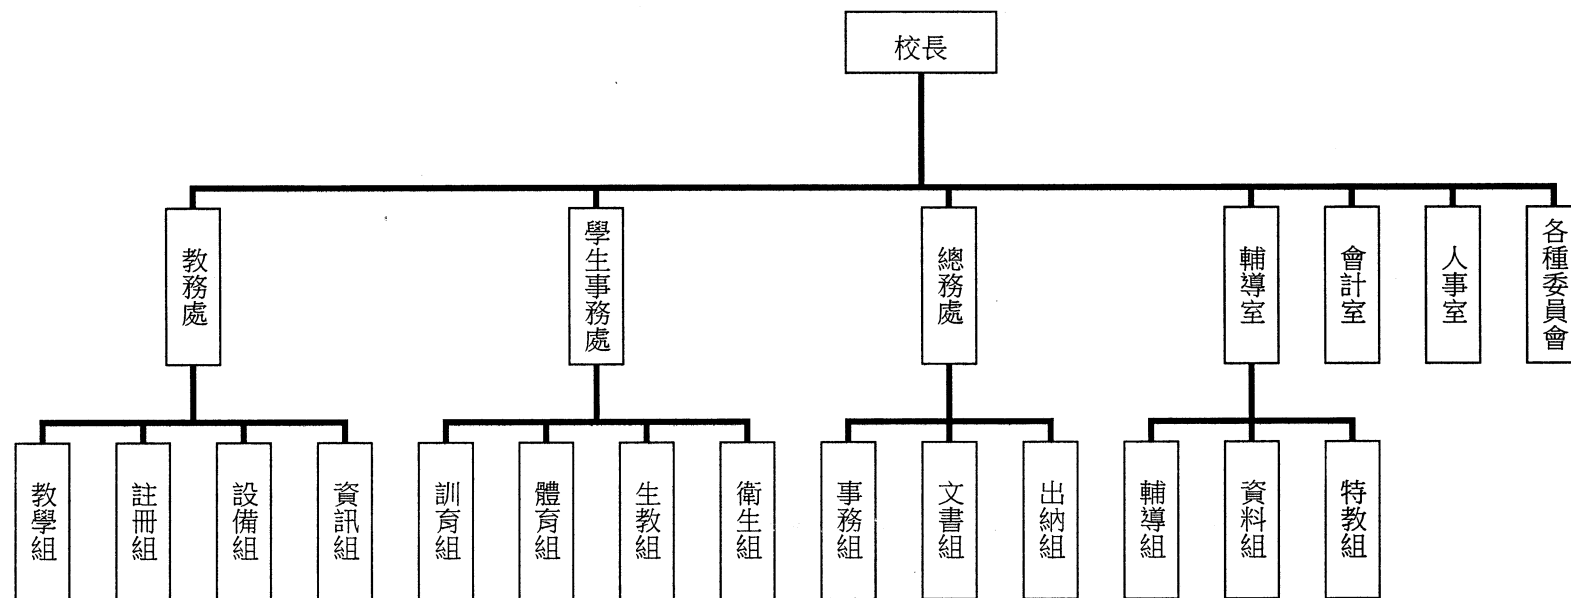 校長
教務處
學生事務處
總務處
輔導室
會計室
人事室
各種委員會
教學組
註冊組
設備組
資訊組
訓育組
體育組
生教組
衛生組
事務組
文書組
出納組
輔導組
資料組
特教組